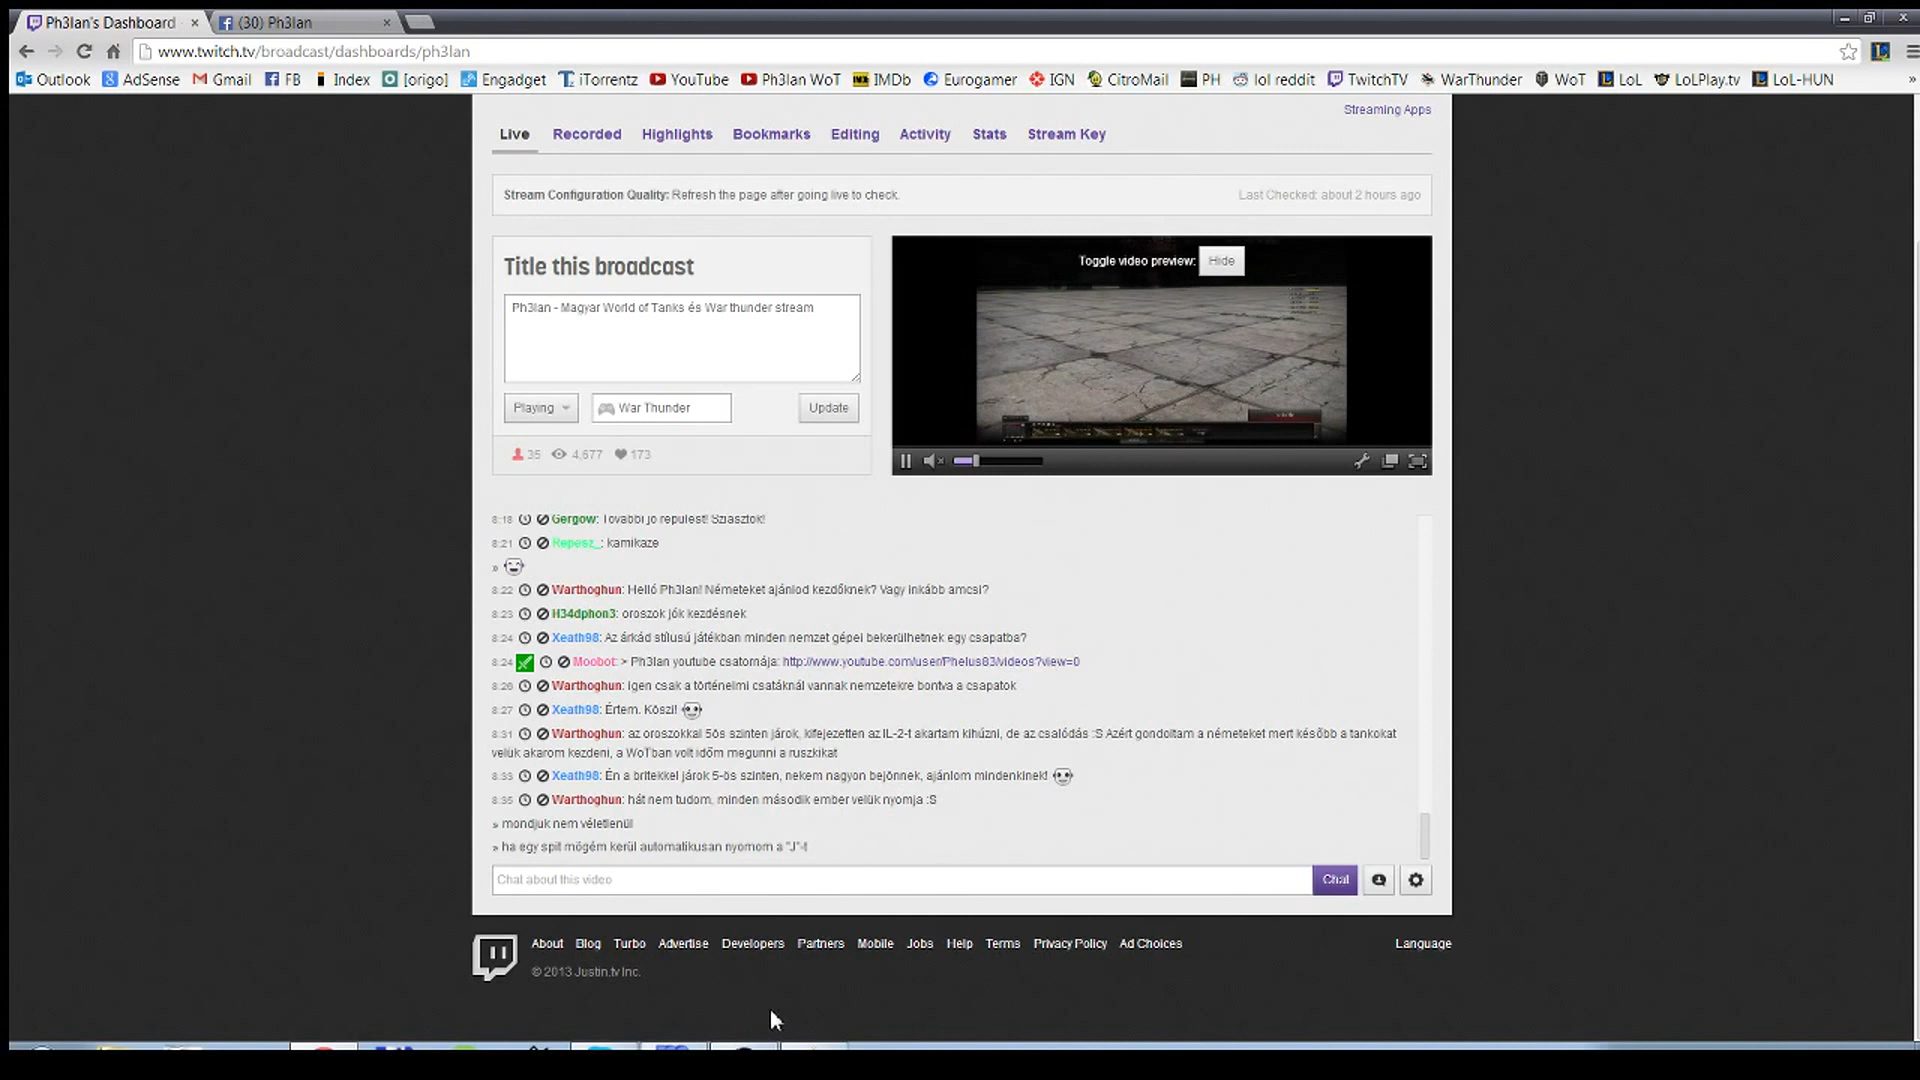 Ph3lan's Dashboard
(30) Ph3lan
www.twitch.tv/broadcast/dashboards/ph3lan
Outlook AdSense Gmail FB Index [origo] Engadget iTorrentz YouTube Ph3lan WoT IMDb Eurogamer IGN CitroMail PH lol reddit TwitchTV WarThunder WoT LoL LoLPlay.tv LoL-HUN »
Streaming Apps
Live Recorded Highlights Bookmarks Editing Activity Stats Stream Key
Stream Configuration Quality: Refresh the page after going live to check. Last Checked: about 2 hours ago
Title this broadcast
Toggle video preview: Hide
Ph3lan - Magyar World of Tanks és War thunder stream
Playing War Thunder Update
35 4,677 173
8:18 Gergow: További jó repülést! Sziasztok!
8:21 Repesz_: kamikaze
»
8:22 Warthoghun: Helló Ph3lan! Németeket ajánlod kezdőknek? Vagy inkább amcsi?
8:23 H34dphon3: oroszok jók kezdésnek
8:24 Xeath98: Az árkád stílusú játékban minden nemzet gépei bekerülhetnek egy csapatba?
8:24 Moobot: > Ph3lan youtube csatornája: http://www.youtube.com/user/Phelus83/videos?view=0
8:26 Warthoghun: igen csak a történelmi csatáknál vannak nemzetekre bontva a csapatok
8:27 Xeath98: Értem. Köszi!
8:31 Warthoghun: az oroszokkal 5ös szinten járok, kifejezetten az IL-2-t akartam kihúzni, de az csalódás :S Azért gondoltam a németeket mert később a tankokat
velük akarom kezdeni, a WoTban volt időm megunni a ruszkikat
8:33 Xeath98: Én a britekkel járok 5-ös szinten, nekem nagyon bejönnek, ajánlom mindenkinek!
8:35 Warthoghun: hát nem tudom, minden második ember velük nyomja :S
» mondjuk nem véletlenül
» ha egy spit mögém kerül automatikusan nyomom a "J"-t
Chat about this video Chat
About Blog Turbo Advertise Developers Partners Mobile Jobs Help Terms Privacy Policy Ad Choices Language
© 2013 Justin.tv Inc.